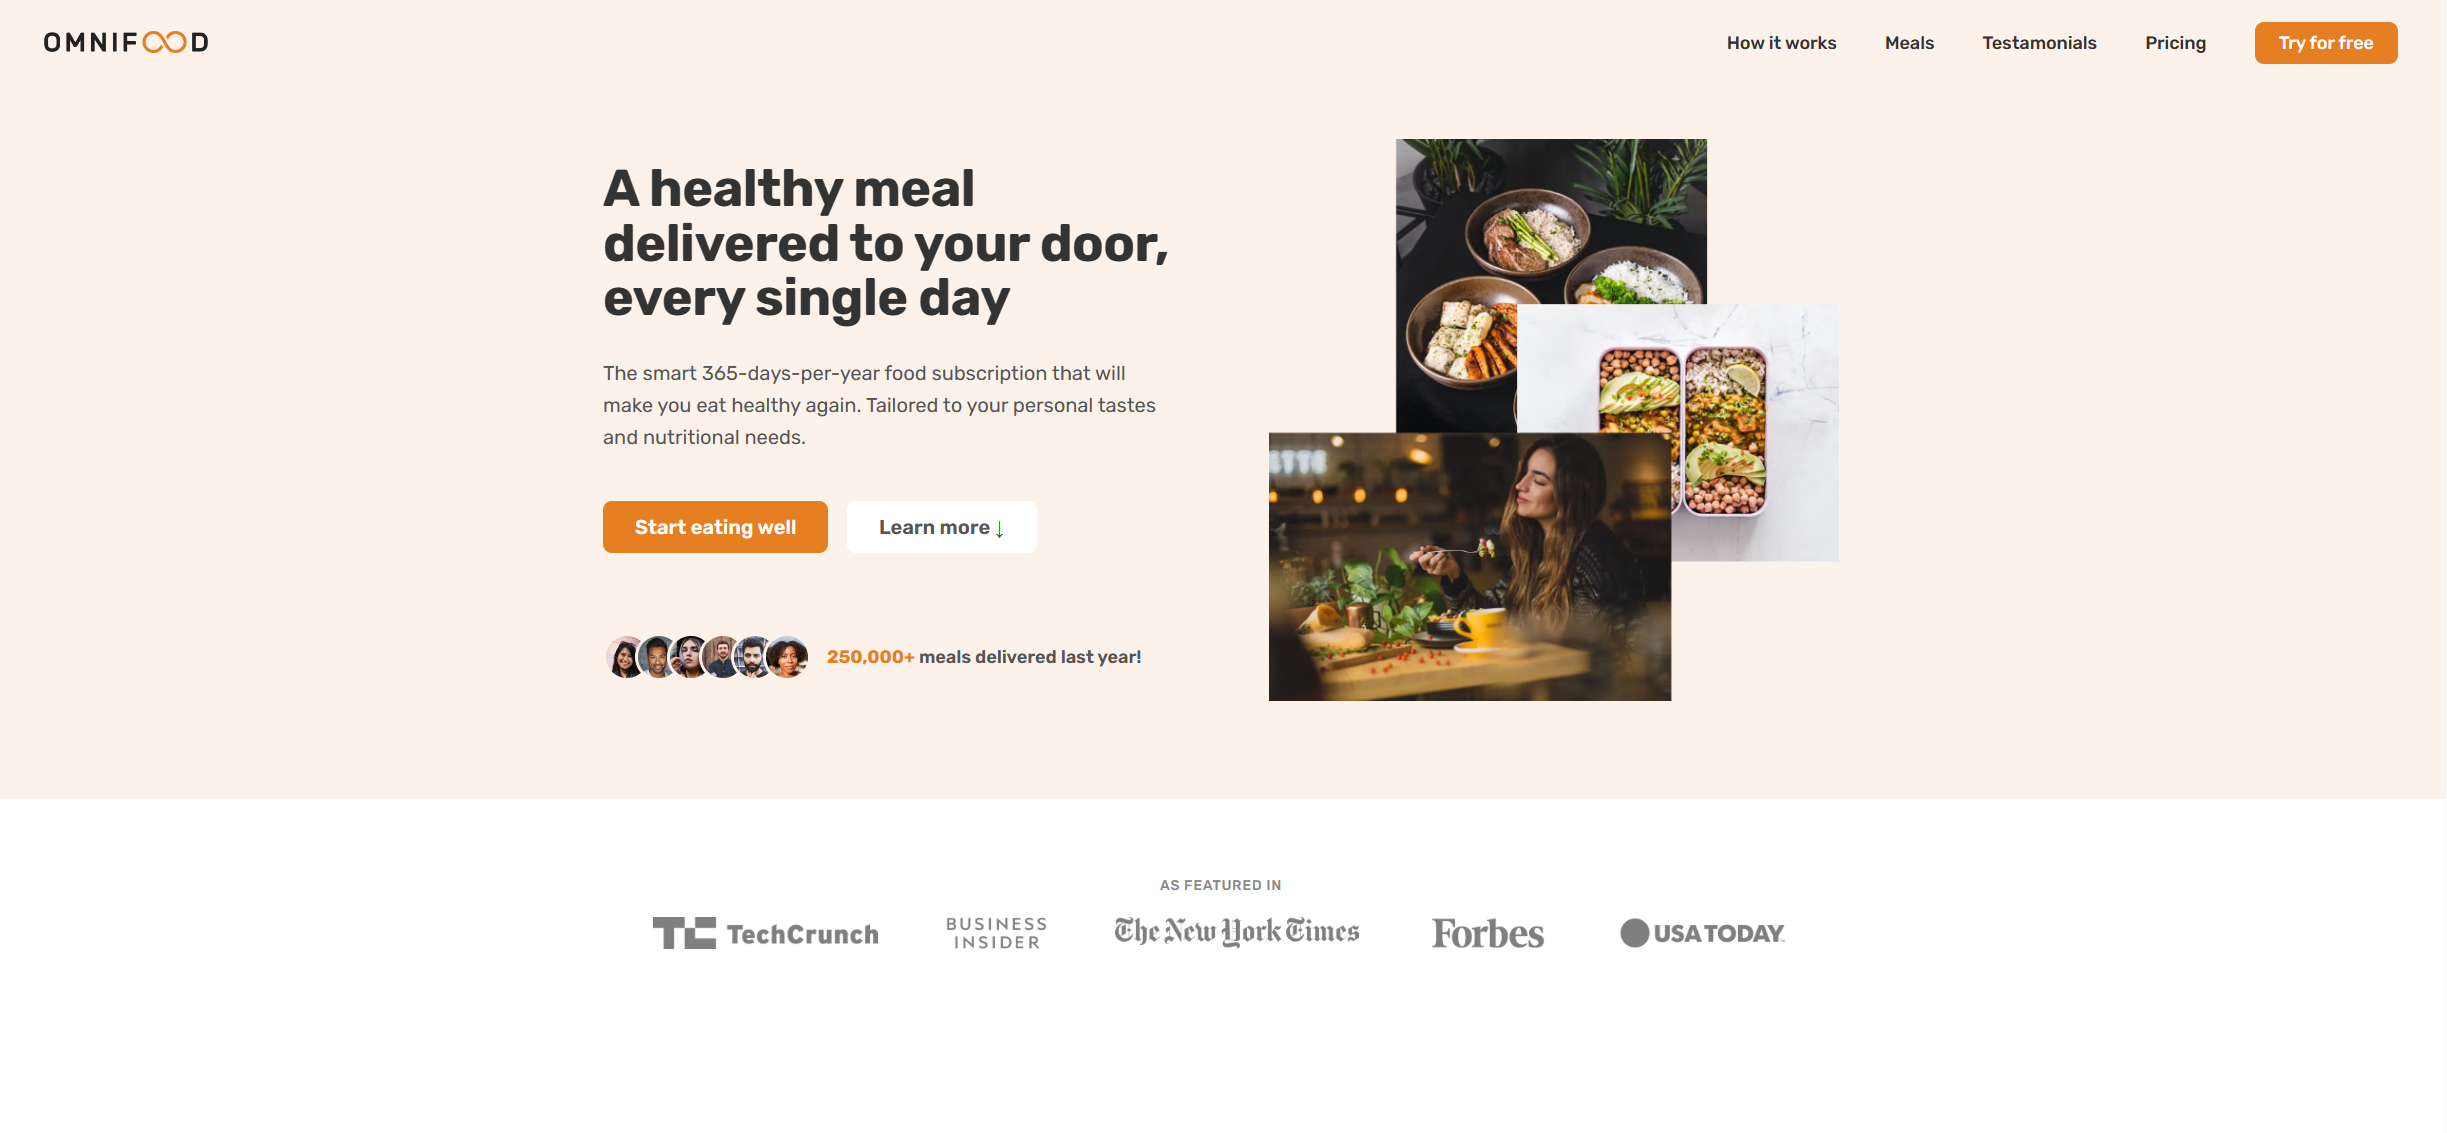 OMNIFOOD
How it works Meals Testamonials Pricing Try for free
A healthy meal
delivered to your door,
every single day
The smart 365-days-per-year food subscription that will
make you eat healthy again. Tailored to your personal tastes
and nutritional needs.
Start eating well Learn more ↓
250,000+ meals delivered last year!
AS FEATURED IN
TC TechCrunch
BUSINESS
INSIDER
The New York Times
Forbes
USA TODAY